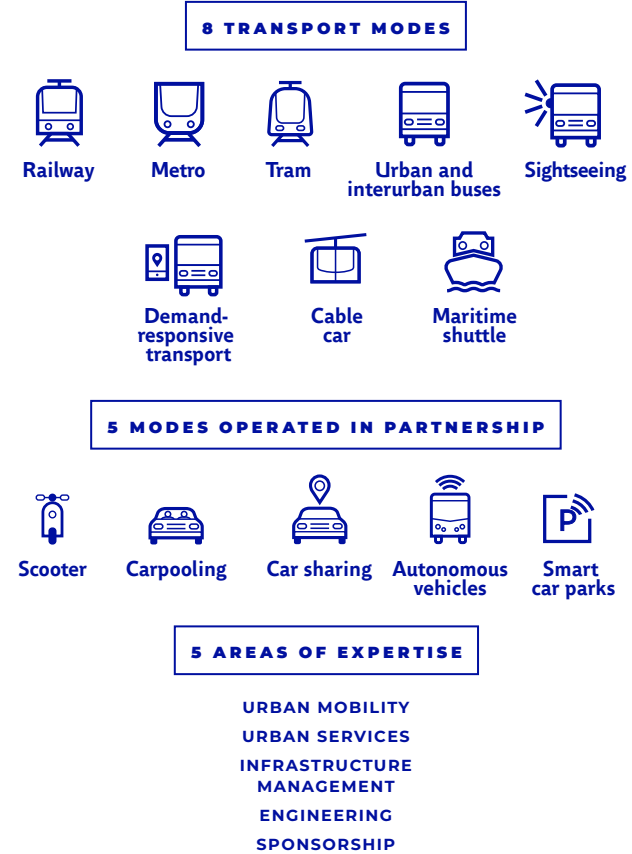 8 TRANSPORT MODES
Railway
Metro
Tram
Urban and
interurban buses
Sightseeing
Demand-
responsive
transport
Cable
car
Maritime
shuttle
5 MODES OPERATED IN PARTNERSHIP
Scooter
Carpooling
Car sharing
Autonomous
vehicles
P
Smart
car parks
5 AREAS OF EXPERTISE
URBAN MOBILITY
URBAN SERVICES
INFRASTRUCTURE
MANAGEMENT
ENGINEERING
SPONSORSHIP